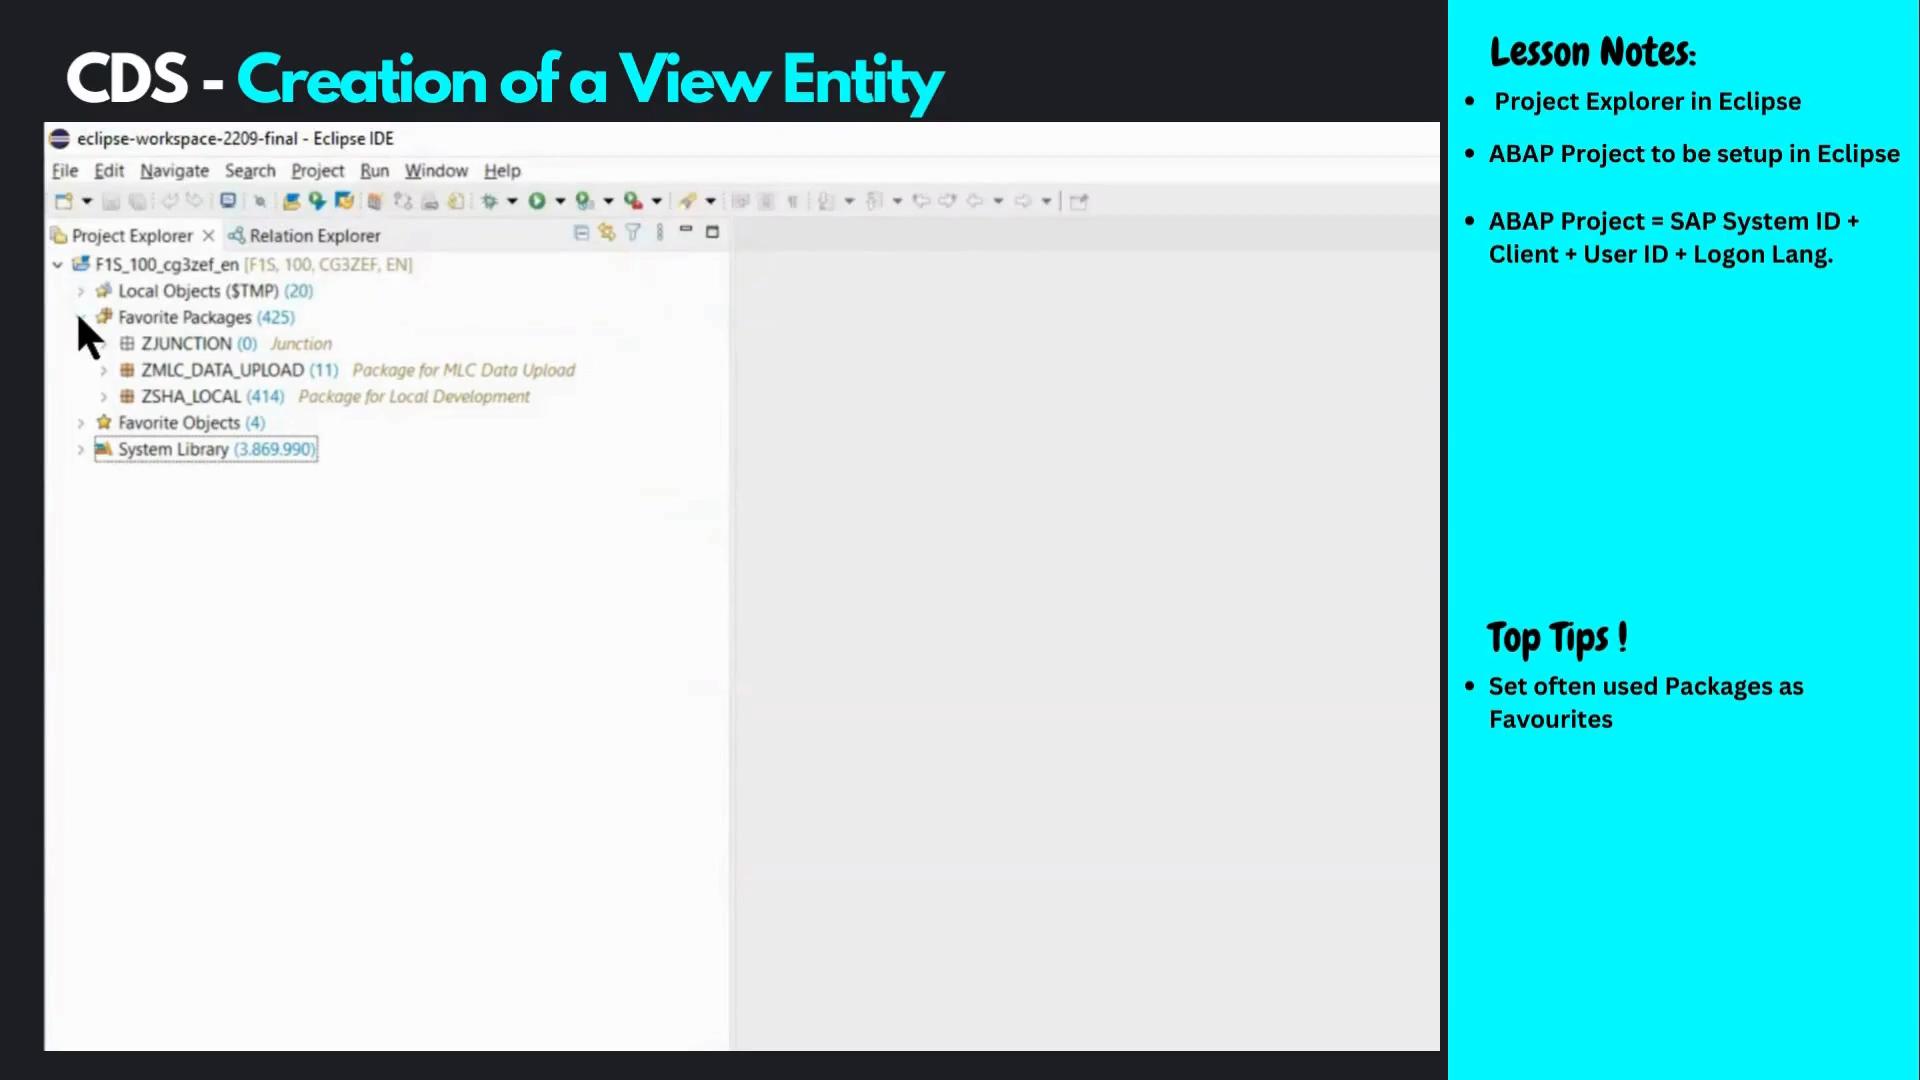 CDS - Creation of a View Entity
eclipse-workspace-2209-final - Eclipse IDE
File Edit Navigate Search Project Run Window Help
Project Explorer Relation Explorer
F1S_100_cg3zef_en [F1S, 100, CG3ZEF, EN]
Local Objects ($TMP) (20)
Favorite Packages (425)
ZJUNCTION (0) Junction
ZMLC_DATA_UPLOAD (11) Package for MLC Data Upload
ZSHA_LOCAL (414) Package for Local Development
Favorite Objects (4)
System Library (3.869.990)
Lesson Notes:
• Project Explorer in Eclipse
• ABAP Project to be setup in Eclipse
• ABAP Project = SAP System ID +
Client + User ID + Logon Lang.
Top Tips !
• Set often used Packages as
Favourites